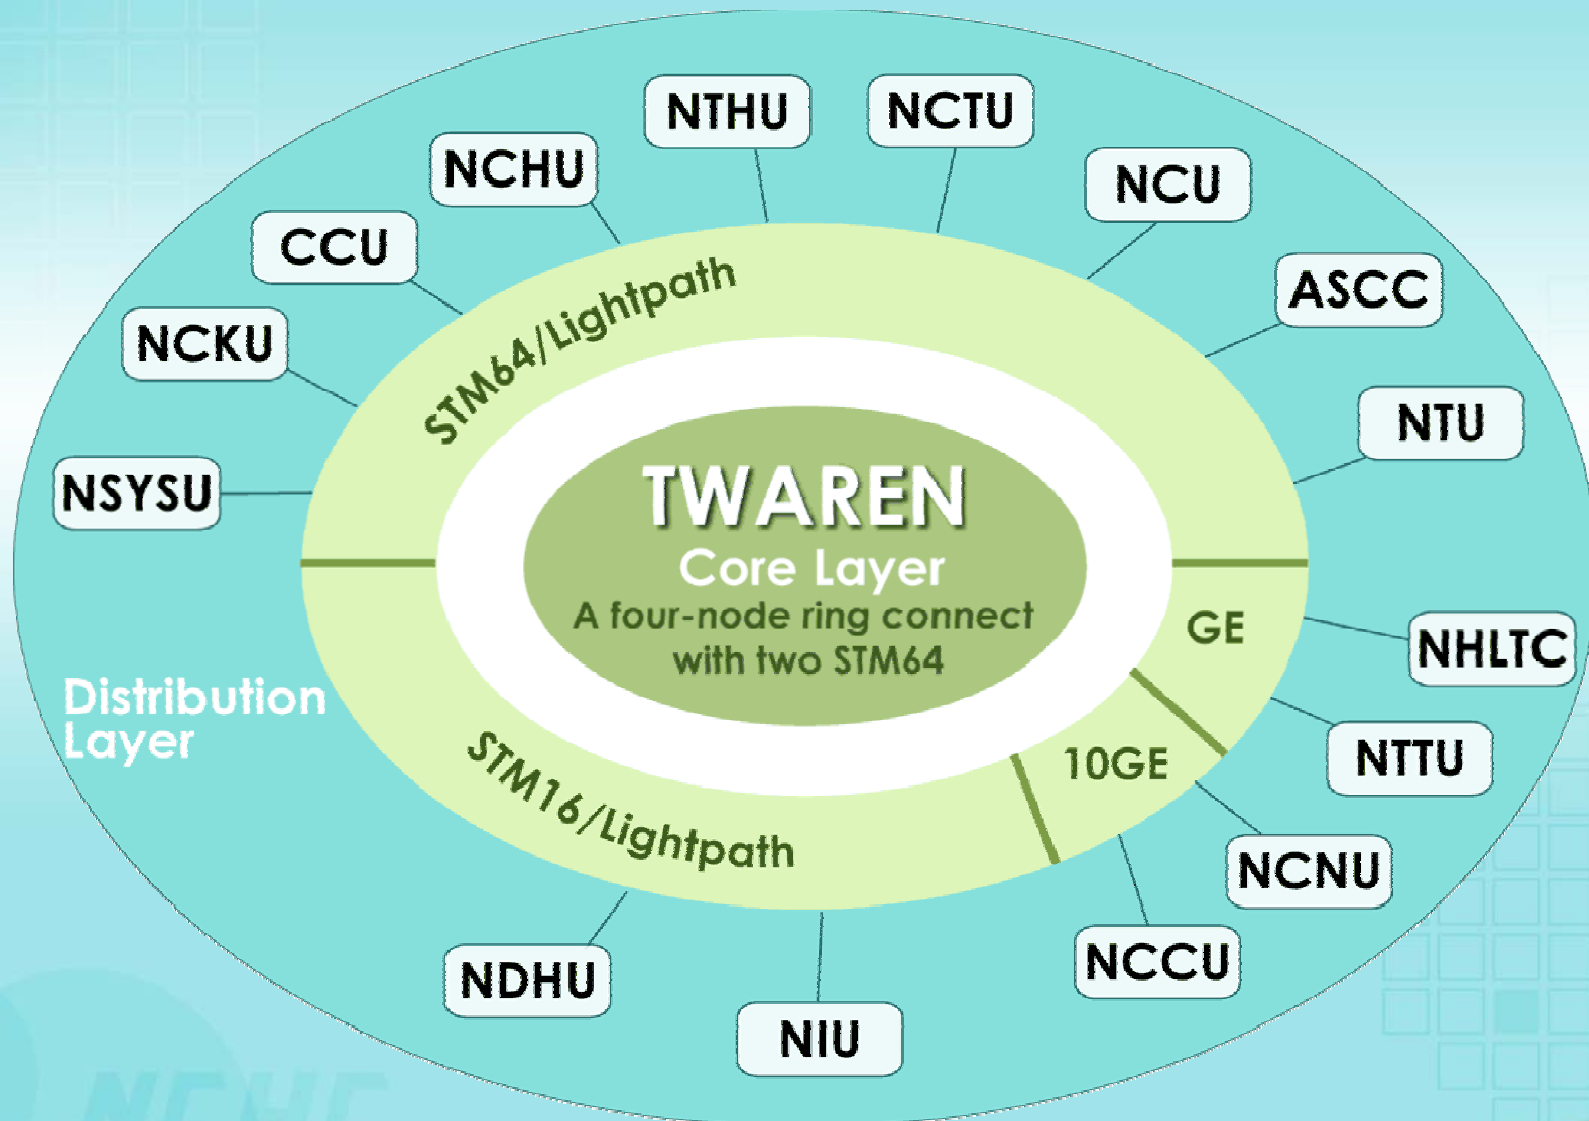 NTHU
NCTU
NCHU
NCU
CCU
ASCC
NCKU
NTU
NSYSU
STM64/Lightpath
TWAREN
Core Layer
A four-node ring connect
with two STM64
GE
NHLTC
Distribution
Layer
10GE
NTTU
STM16/Lightpath
NCNU
NCCU
NDHU
NIU
NCHC